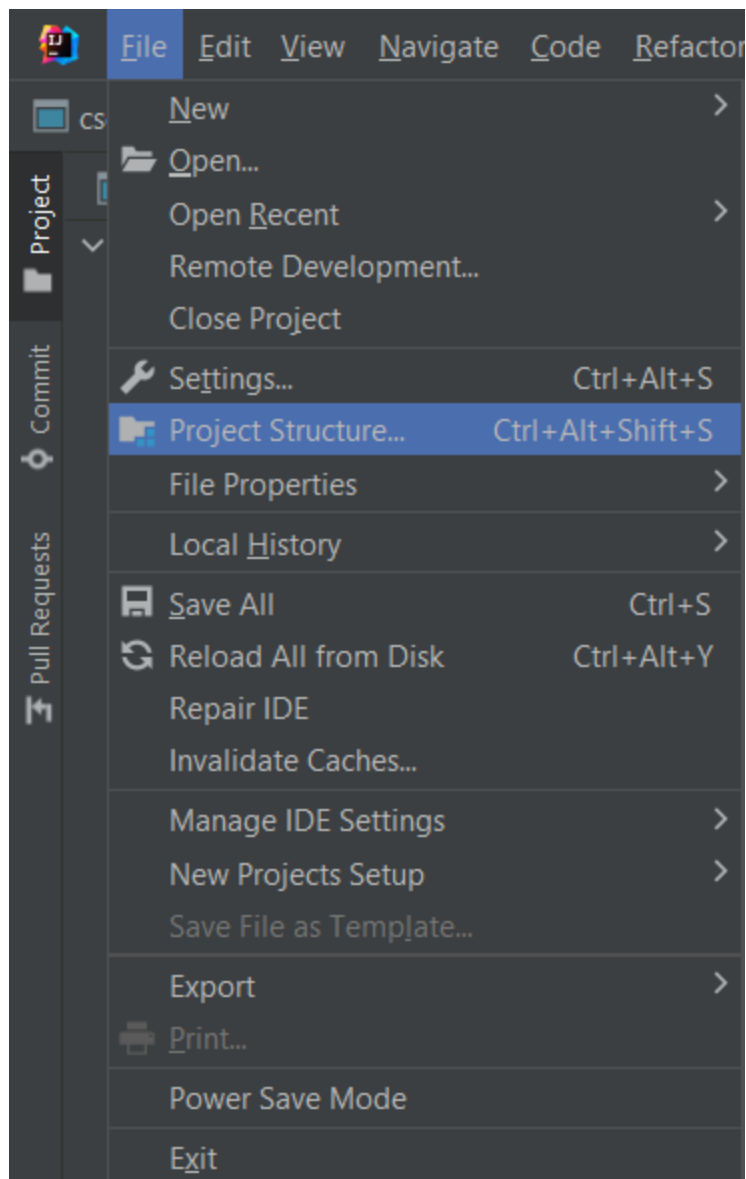 IJ
File Edit View Navigate Code Refactor
cs
New
Open...
Open Recent
Remote Development...
Close Project
Settings... Ctrl+Alt+S
Project Structure... Ctrl+Alt+Shift+S
File Properties
Local History
Save All Ctrl+S
Reload All from Disk Ctrl+Alt+Y
Repair IDE
Invalidate Caches...
Manage IDE Settings
New Projects Setup
Save File as Template...
Export
Print...
Power Save Mode
Exit
Project
Commit
Pull Requests